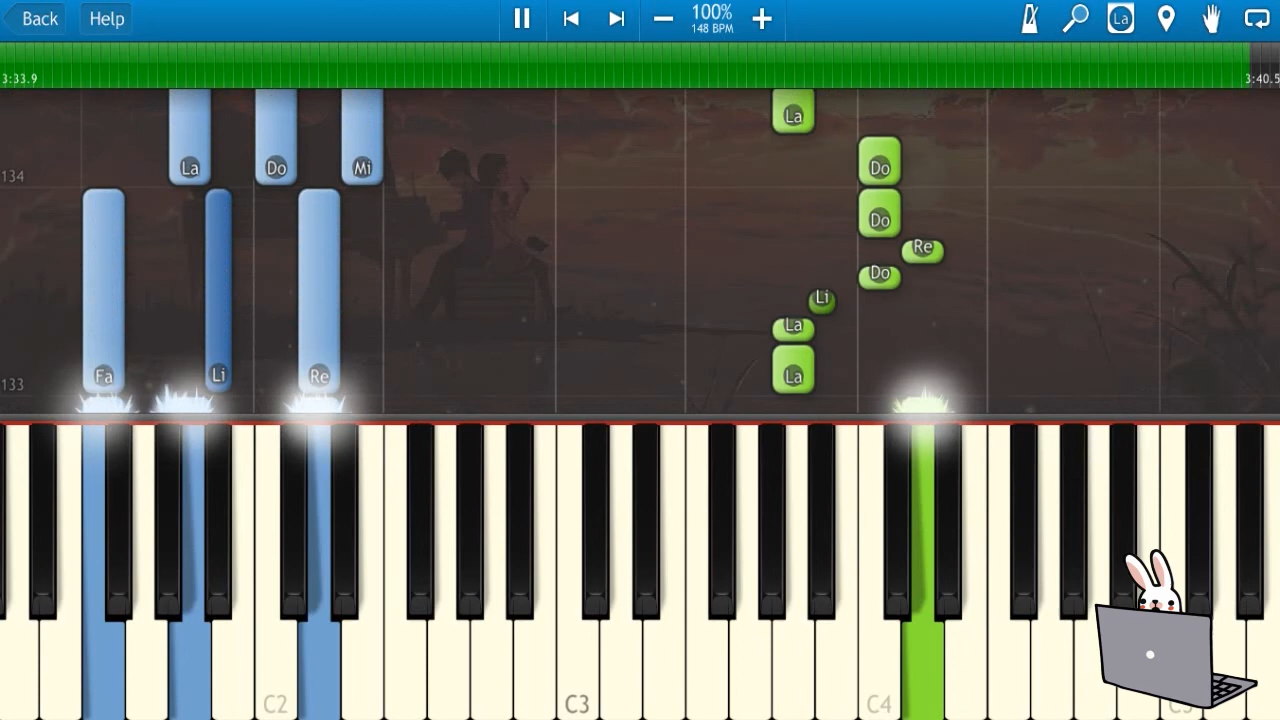 Back Help 100% La
148 BPM
3:33.9 3:40.5
La
134 La Do Mi Do
Do
Re
Do
Li
La
133 Fa Li Re La
C2 C3 C4